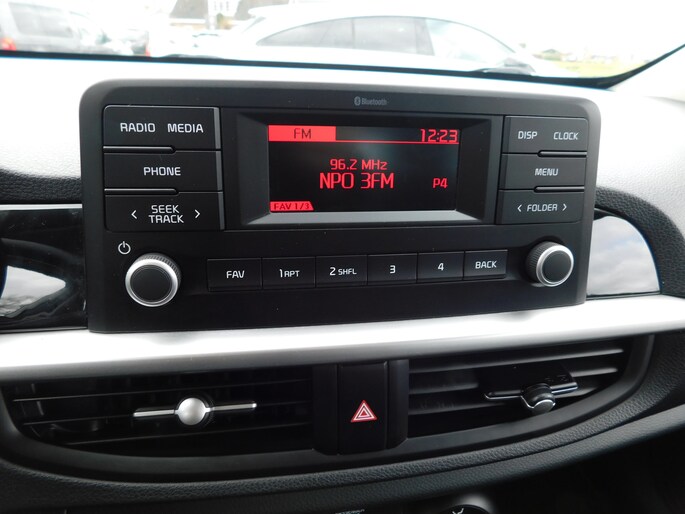 Bluetooth
RADIO MEDIA
FM 12:23
DISP CLOCK
PHONE
96.2 MHz
MENU
NPO 3FM P4
< SEEK TRACK >
< FOLDER >
FAV 1/3
FAV 1 RPT 2 SHFL 3 4 BACK